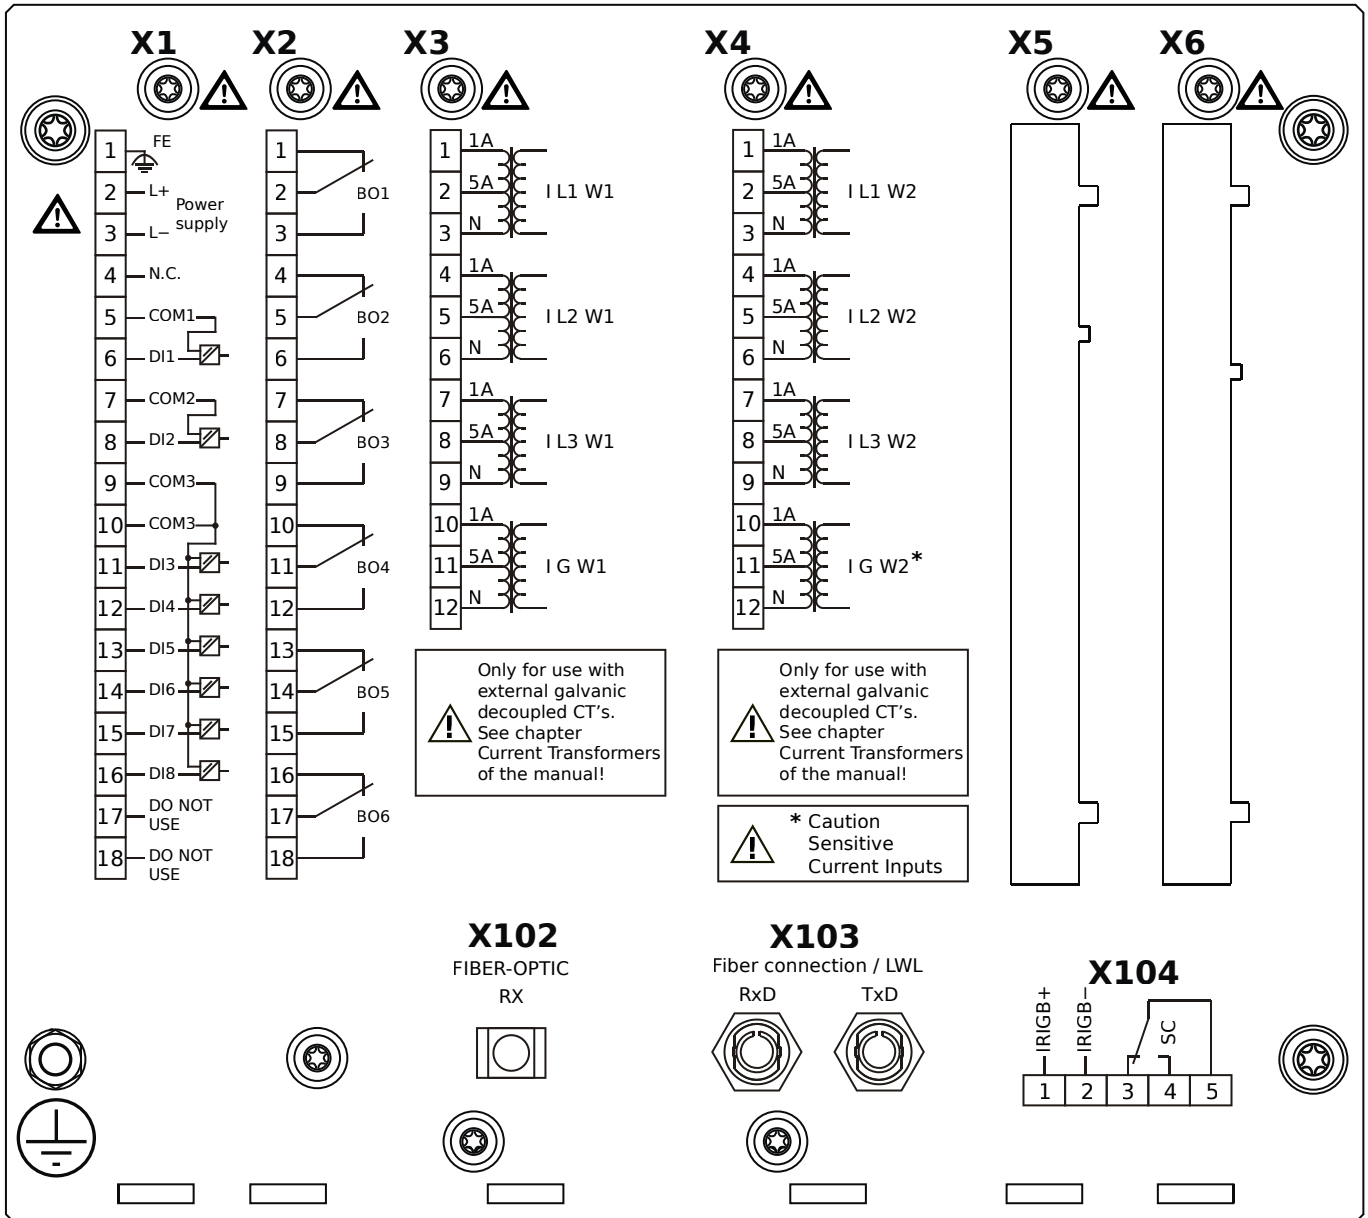 X1 X2 X3 X4 X5 X6
1 FE
2 L+
Power
supply
3 L−
4 N.C.
5 COM1
6 DI1
7 COM2
8 DI2
9 COM3
10 COM3
11 DI3
12 DI4
13 DI5
14 DI6
15 DI7
16 DI8
17 DO NOT
USE
18 DO NOT
USE
1
2 BO1
3
4
5 BO2
6
7
8 BO3
9
10
11 BO4
12
13
14 BO5
15
16
17 BO6
18
1 1A
2 5A I L1 W1
3 N
4 1A
5 5A I L2 W1
6 N
7 1A
8 5A I L3 W1
9 N
10 1A
11 5A I G W1
12 N
Only for use with
external galvanic
decoupled CT's.
See chapter
Current Transformers
of the manual!
1 1A
2 5A I L1 W2
3 N
4 1A
5 5A I L2 W2
6 N
7 1A
8 5A I L3 W2
9 N
10 1A
11 5A I G W2*
12 N
Only for use with
external galvanic
decoupled CT's.
See chapter
Current Transformers
of the manual!
* Caution
Sensitive
Current Inputs
X102
FIBER-OPTIC
RX
X103
Fiber connection / LWL
RxD TxD
X104
IRIGB+ IRIGB− SC
1 2 3 4 5